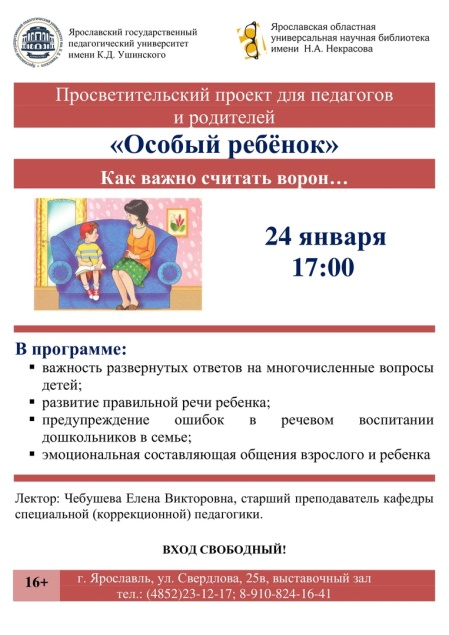 Ярославский государственный
педагогический университет
имени К.Д. Ушинского
Ярославская областная
универсальная научная библиотека
имени Н.А. Некрасова
Просветительский проект для педагогов
и родителей
«Особый ребёнок»
Как важно считать ворон…
24 января
17:00
В программе:
▪ важность развернутых ответов на многочисленные вопросы
детей;
▪ развитие правильной речи ребенка;
▪ предупреждение ошибок в речевом воспитании
дошкольников в семье;
▪ эмоциональная составляющая общения взрослого и ребенка
Лектор: Чебушева Елена Викторовна, старший преподаватель кафедры
специальной (коррекционной) педагогики.
ВХОД СВОБОДНЫЙ!
16+
г. Ярославль, ул. Свердлова, 25в, выставочный зал
тел.: (4852)23-12-17; 8-910-824-16-41